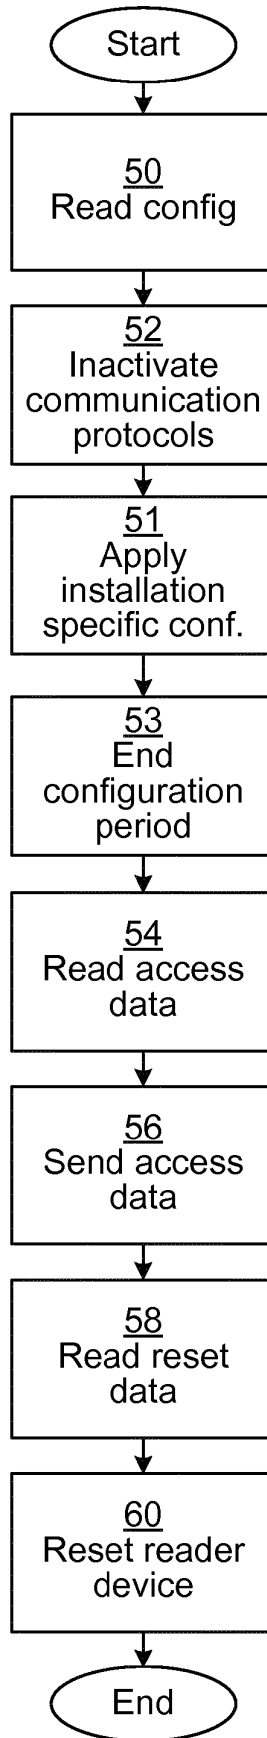 Start
50
Read config
52
Inactivate
communication
protocols
51
Apply
installation
specific conf.
53
End
configuration
period
54
Read access
data
56
Send access
data
58
Read reset
data
60
Reset reader
device
End